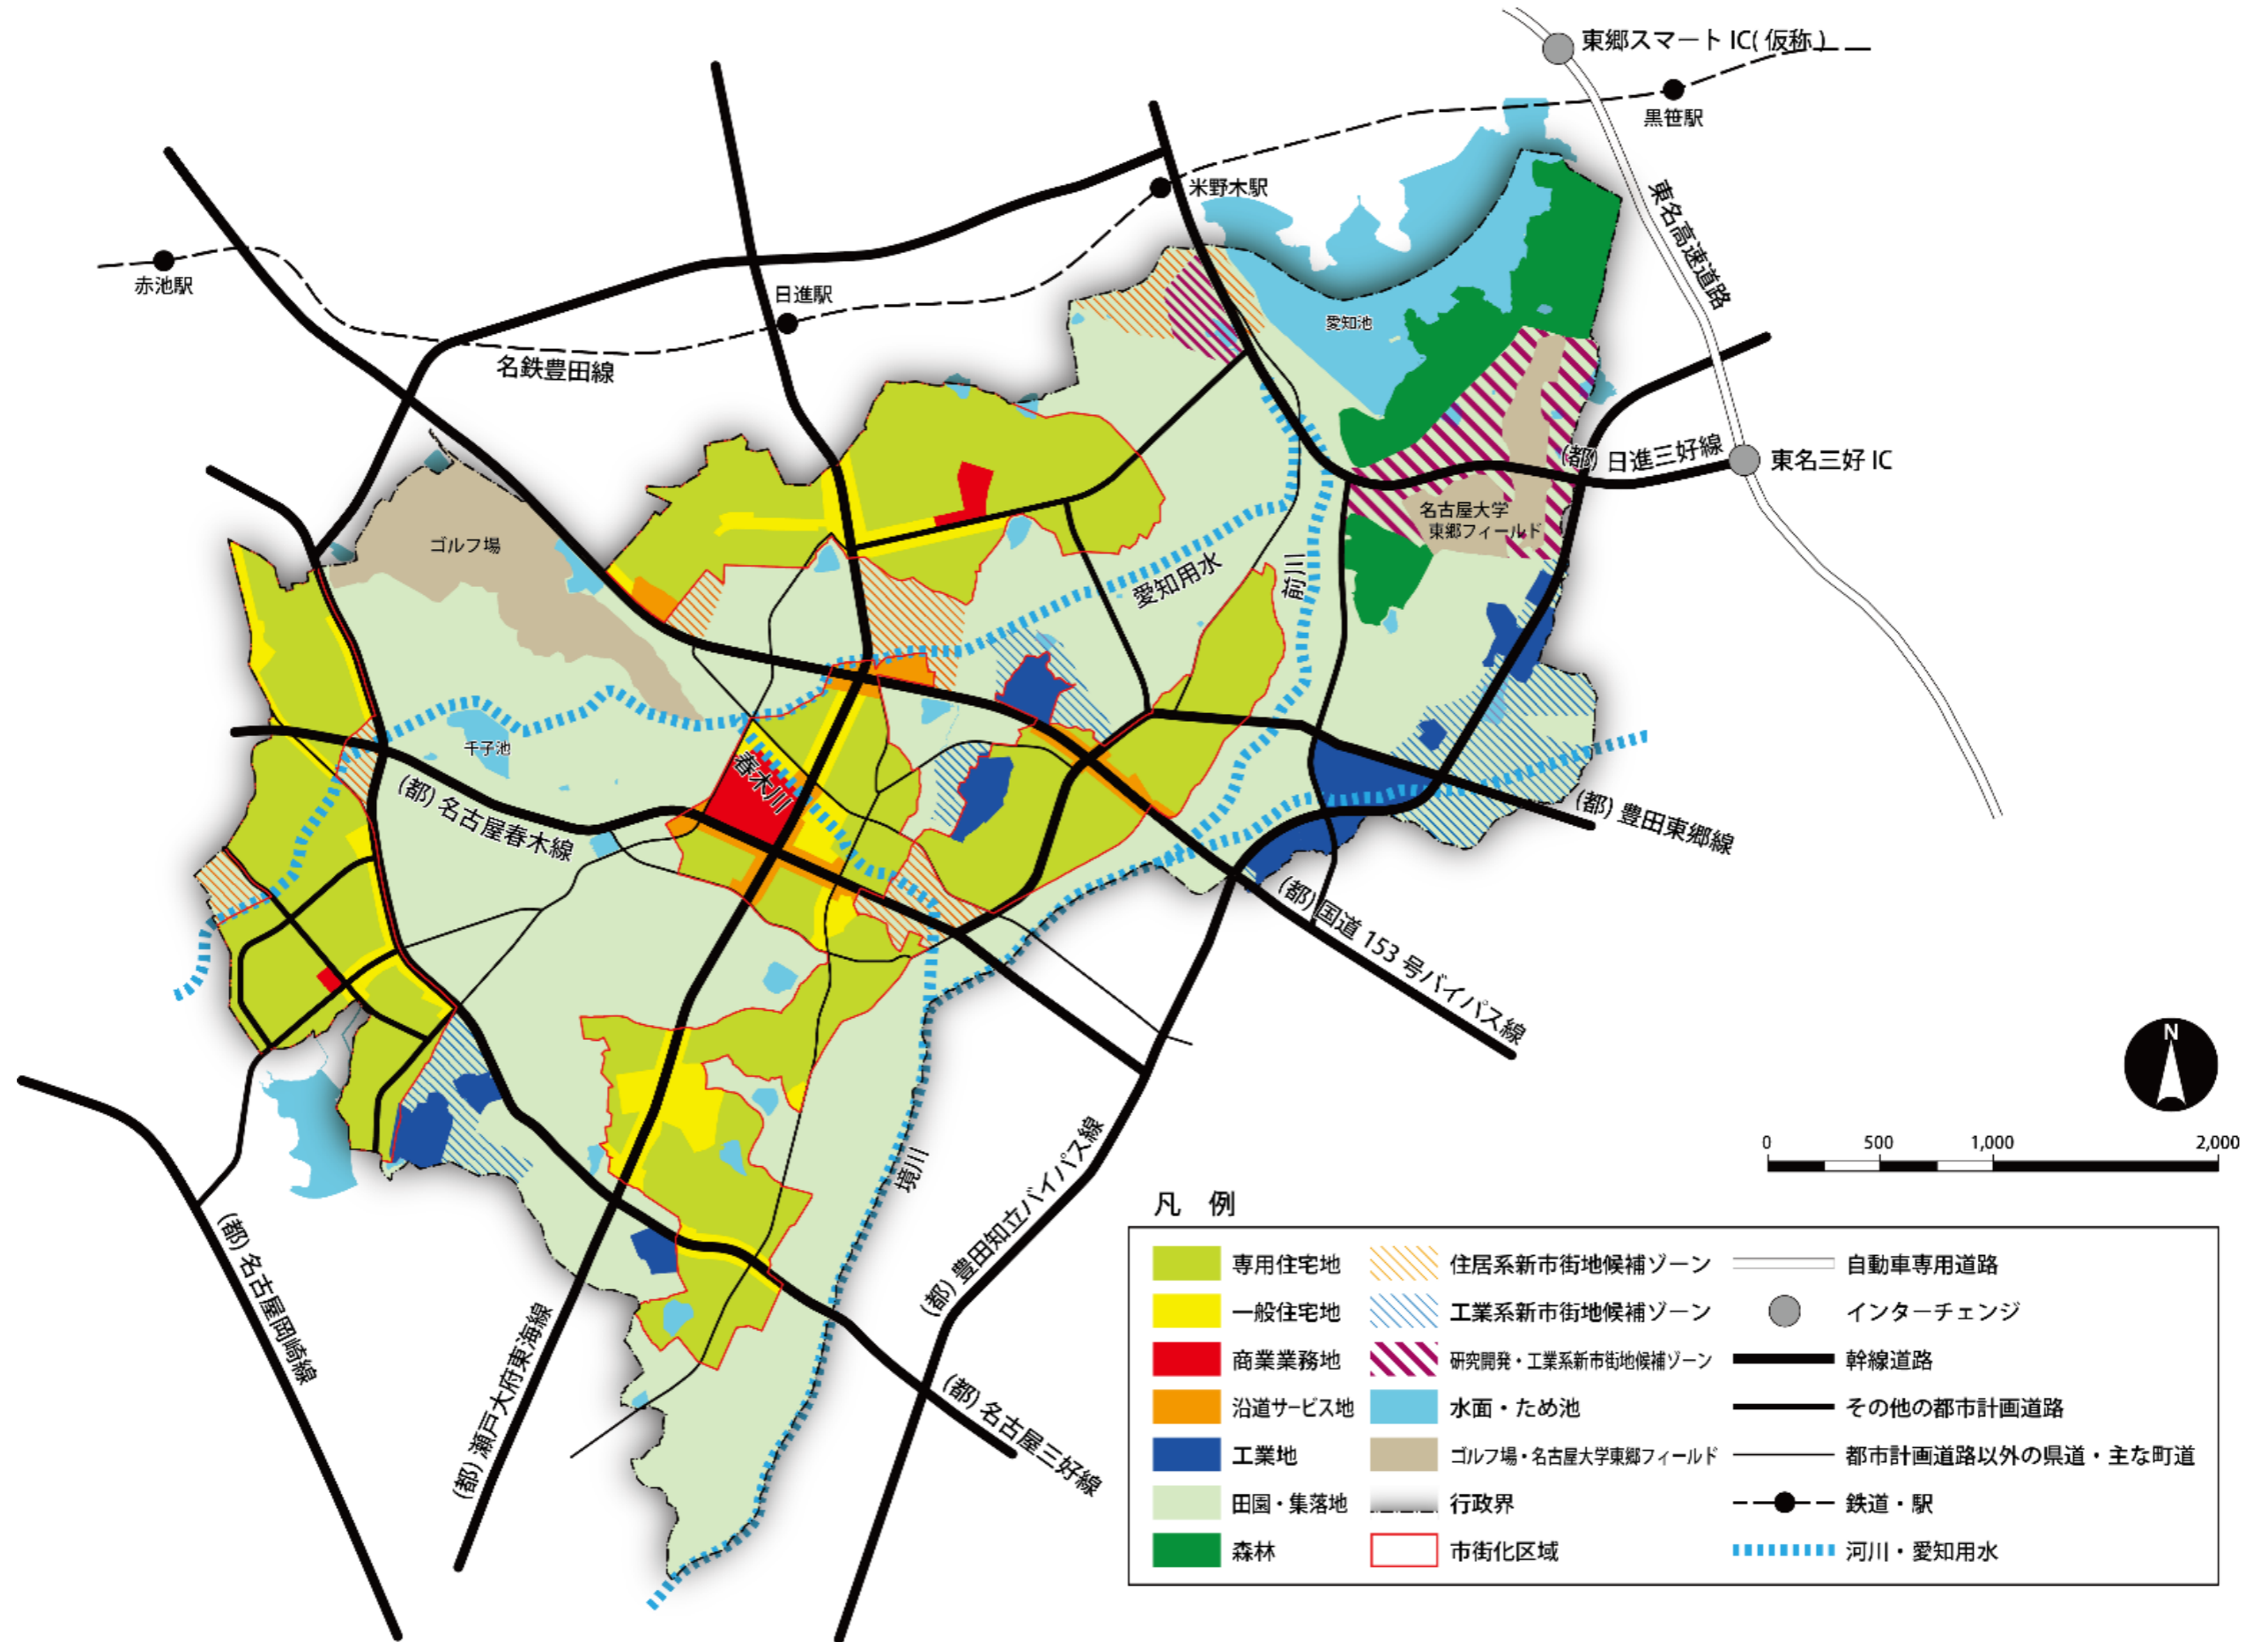 東郷スマート IC( 仮称 )
黒笹駅
米野木駅
東名高速道路
赤池駅
日進駅
名鉄豊田線
愛知池
(都) 日進三好線
東名三好 IC
名古屋大学
東郷フィールド
ゴルフ場
愛知用水
前川
千子池
春木川
(都) 名古屋春木線
(都) 豊田東郷線
(都) 国道 153 号バイパス線
境川
(都) 豊田知立バイパス線
(都) 名古屋岡崎線
(都) 瀬戸大府東海線
(都) 名古屋三好線
N
0 500 1,000 2,000
凡 例
専用住宅地
一般住宅地
商業業務地
沿道サービス地
工業地
田園・集落地
森林
住居系新市街地候補ゾーン
工業系新市街地候補ゾーン
研究開発・工業系新市街地候補ゾーン
水面・ため池
ゴルフ場・名古屋大学東郷フィールド
行政界
市街化区域
自動車専用道路
インターチェンジ
幹線道路
その他の都市計画道路
都市計画道路以外の県道・主な町道
鉄道・駅
河川・愛知用水